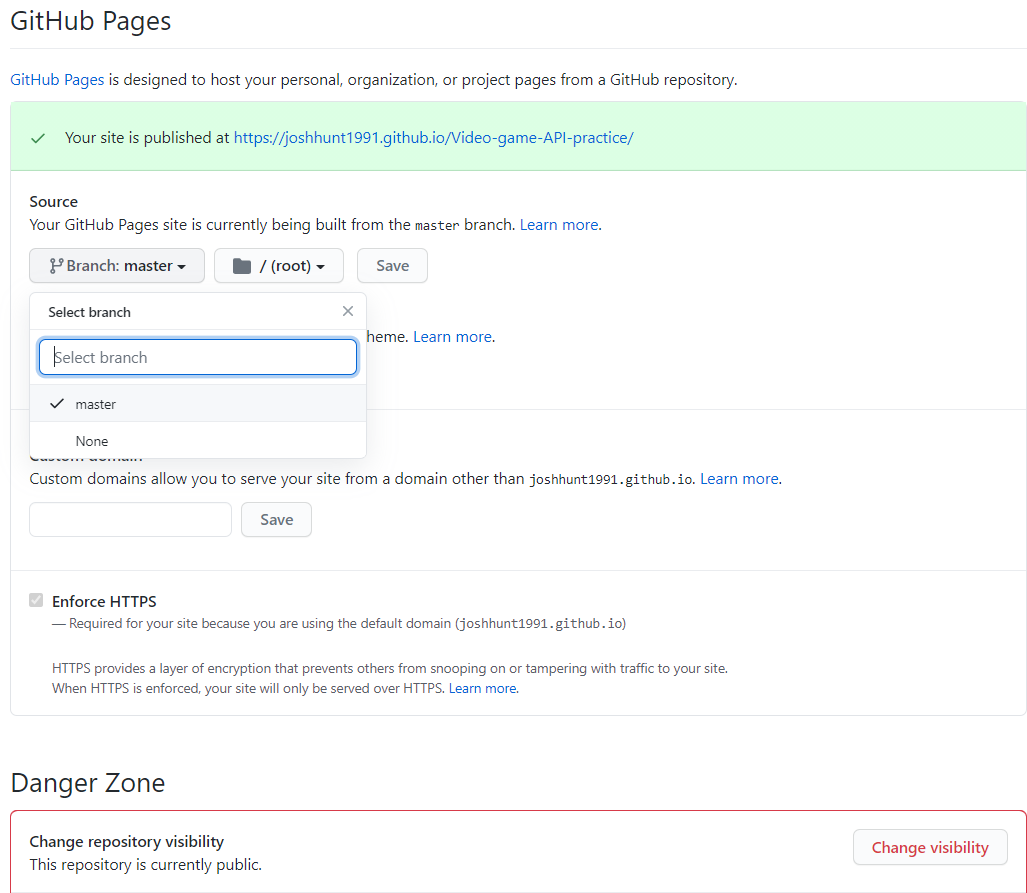 GitHub Pages
GitHub Pages is designed to host your personal, organization, or project pages from a GitHub repository.
Your site is published at https://joshhunt1991.github.io/Video-game-API-practice/
Source
Your GitHub Pages site is currently being built from the master branch. Learn more.
Branch: master
/ (root)
Save
Select branch
heme. Learn more.
Select branch
master
None
Custom domain
Custom domains allow you to serve your site from a domain other than joshhunt1991.github.io. Learn more.
Save
Enforce HTTPS
— Required for your site because you are using the default domain (joshhunt1991.github.io)
HTTPS provides a layer of encryption that prevents others from snooping on or tampering with traffic to your site.
When HTTPS is enforced, your site will only be served over HTTPS. Learn more.
Danger Zone
Change repository visibility
This repository is currently public.
Change visibility